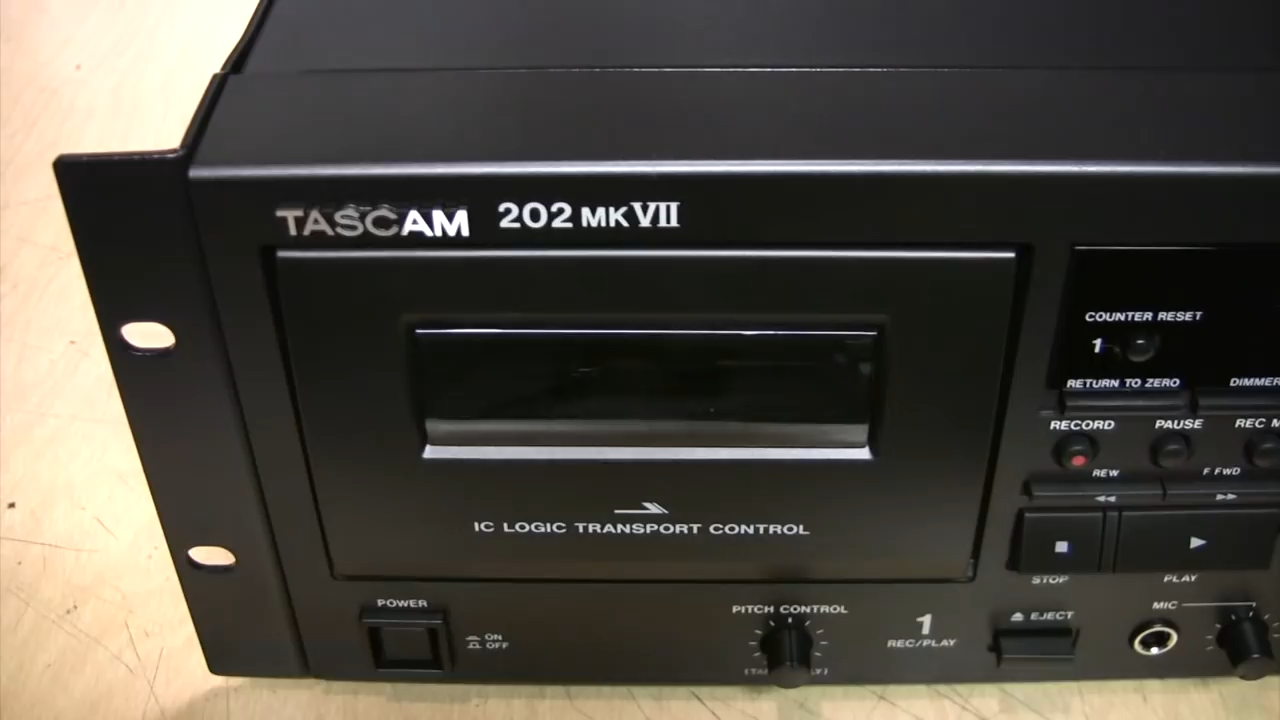 TASCAM 202 MK VII
COUNTER RESET
1
RETURN TO ZERO DIMMER
RECORD PAUSE REC
REW F FWD
IC LOGIC TRANSPORT CONTROL
STOP PLAY
POWER
ON
OFF
PITCH CONTROL
1
REC/PLAY
EJECT
MIC